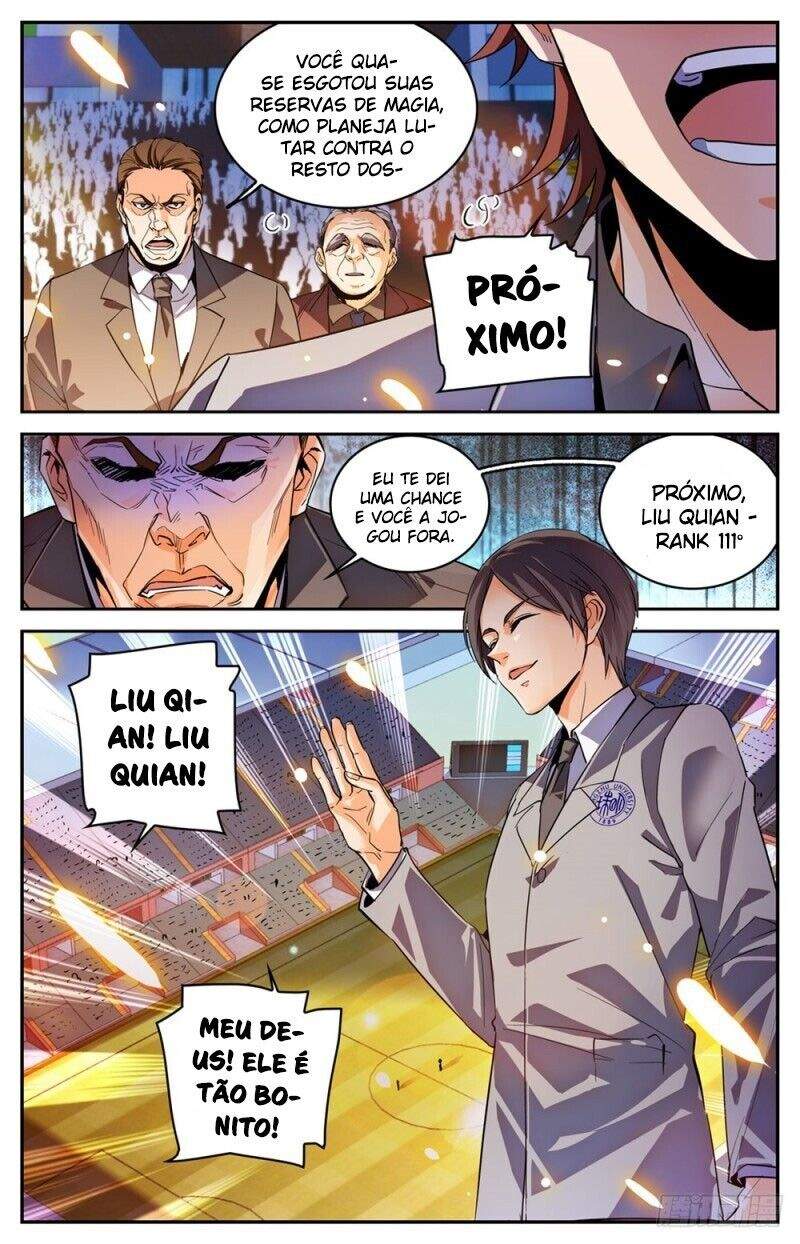 VOCÊ QUA-
SE ESGOTOU SUAS
RESERVAS DE MAGIA,
COMO PLANEJA LU-
TAR CONTRA O
RESTO DOS-
PRÓ-
XIMO!
EU TE DEI
UMA CHANCE
E VOCÊ A JO-
GOU FORA.
PRÓXIMO,
LIU QUIAN -
RANK 111º
LIU QI-
AN! LIU
QUIAN!
MEU DE-
US! ELE É
TÃO BO-
NITO!